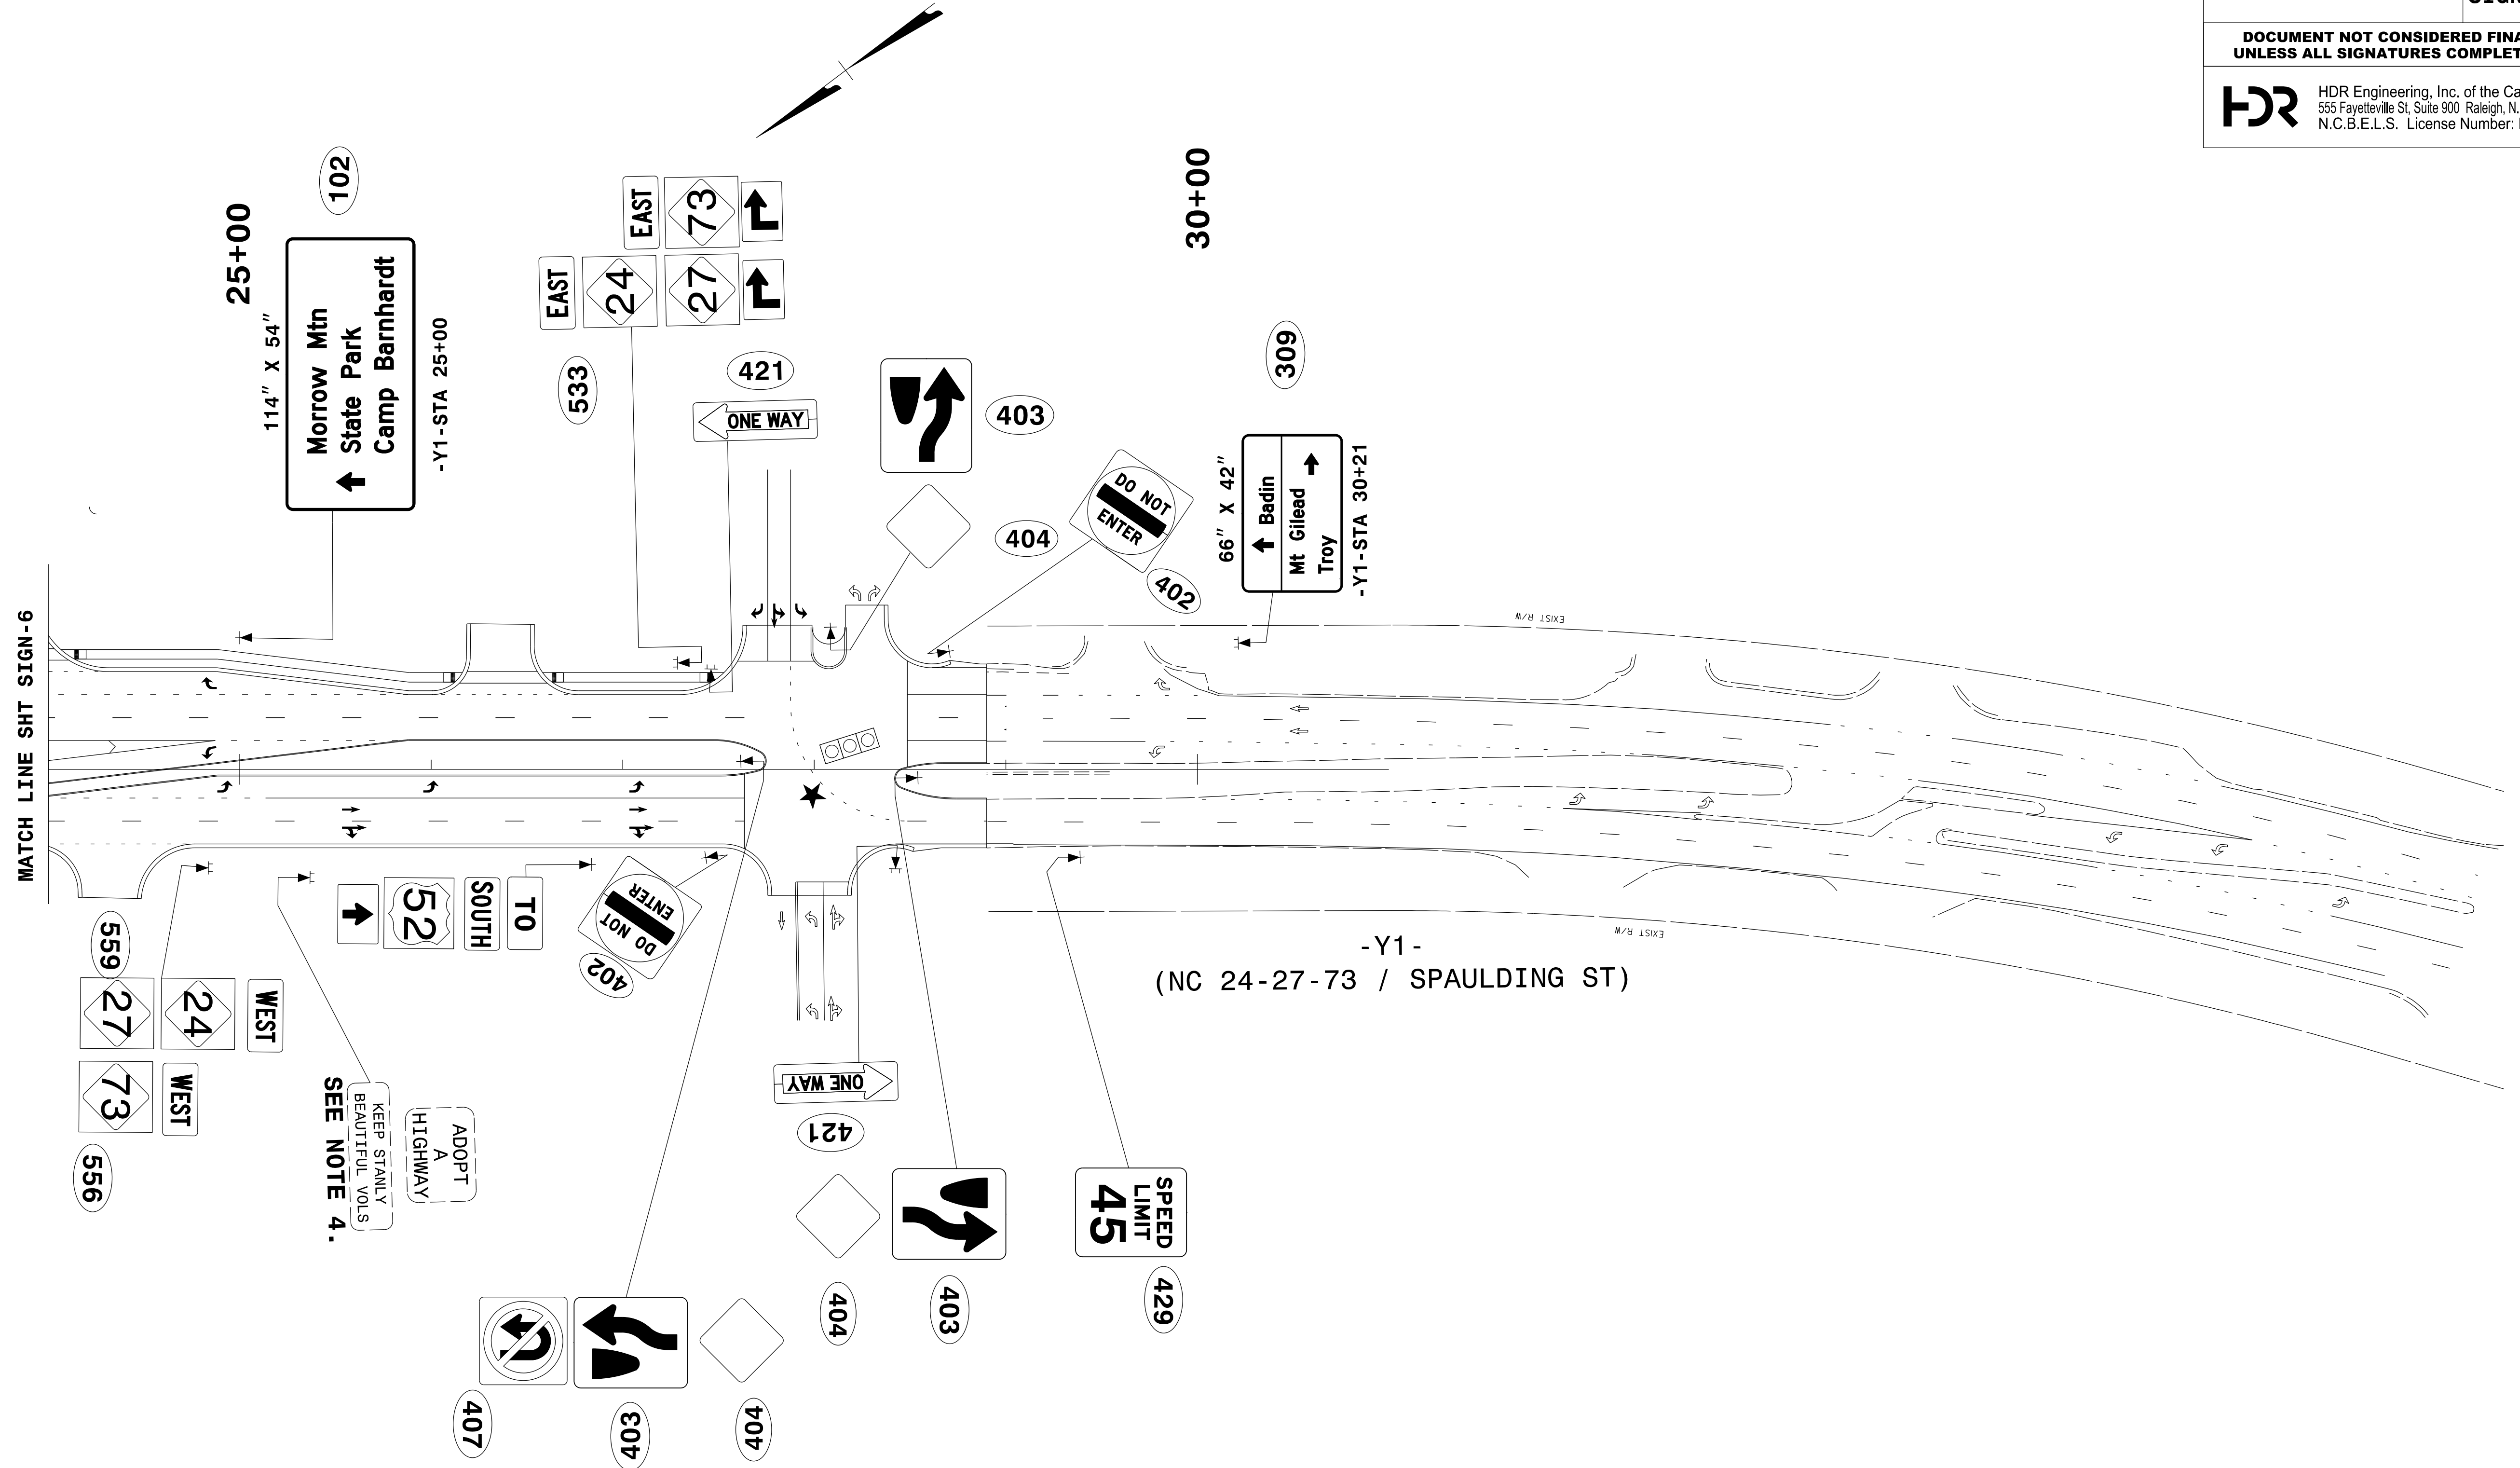 DOCUMENT NOT CONSIDERED
UNLESS ALL SIGNATURES
HDR
HDR Engineering, Inc. of the
555 Fayetteville St, Suite 900 Raleigh, N.
N.C.B.E.L.S. License Number:
102
25+00
114" X 54"
Morrow Mtn
State Park
Camp Barnhardt
-Y1-STA 25+00
EAST
73
EAST
24
27
533
421
ONE WAY
403
404
DO NOT
ENTER
402
30+00
309
66" X 42"
Badin
Mt Gilead
Troy
-Y1-STA 30+21
MATCH LINE SHT SIGN-6
EXIST R/W
EXIST R/W
-Y1-
(NC 24-27-73 / SPAULDING ST)
559
27
24
WEST
73
WEST
556
TO
SOUTH
52
DO NOT
ENTER
402
ADOPT
A
HIGHWAY
KEEP STANLY
BEAUTIFUL VOLS
SEE NOTE 4.
ONE WAY
421
404
403
SPEED
LIMIT
45
429
407
403
404